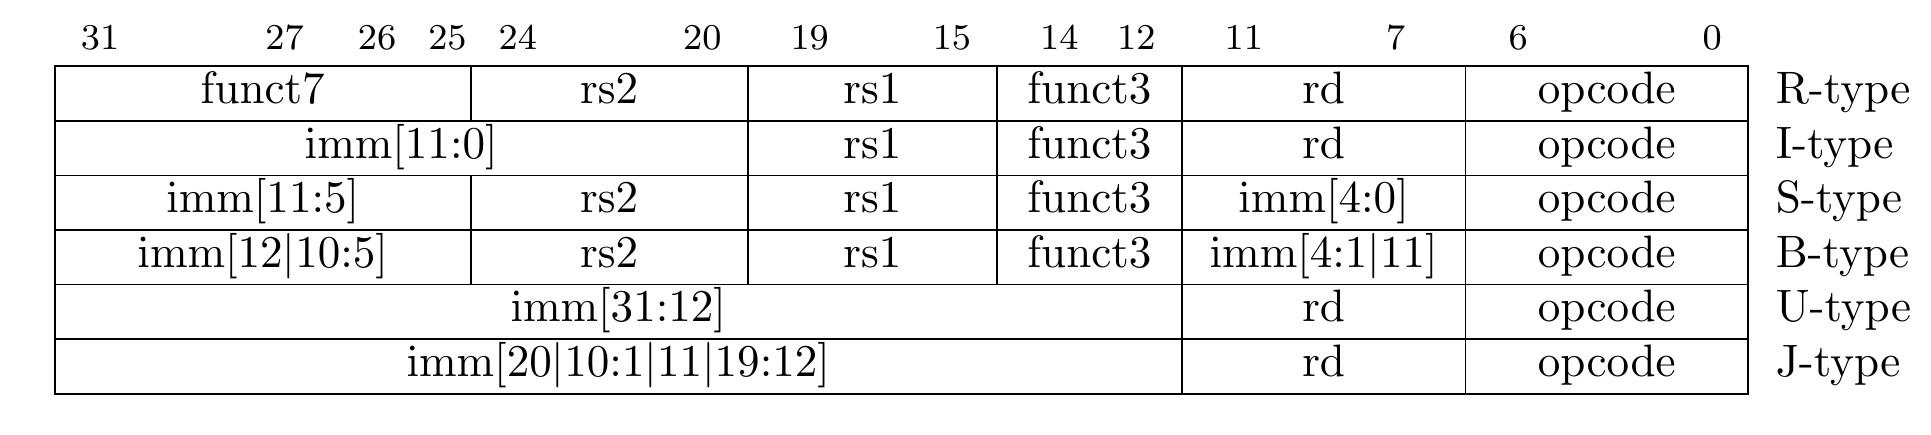 31 27 26 25 24 20 19 15 14 12 11 7 6 0
funct7 rs2 rs1 funct3 rd opcode R-type
imm[11:0] rs1 funct3 rd opcode I-type
imm[11:5] rs2 rs1 funct3 imm[4:0] opcode S-type
imm[12|10:5] rs2 rs1 funct3 imm[4:1|11] opcode B-type
imm[31:12] rd opcode U-type
imm[20|10:1|11|19:12] rd opcode J-type